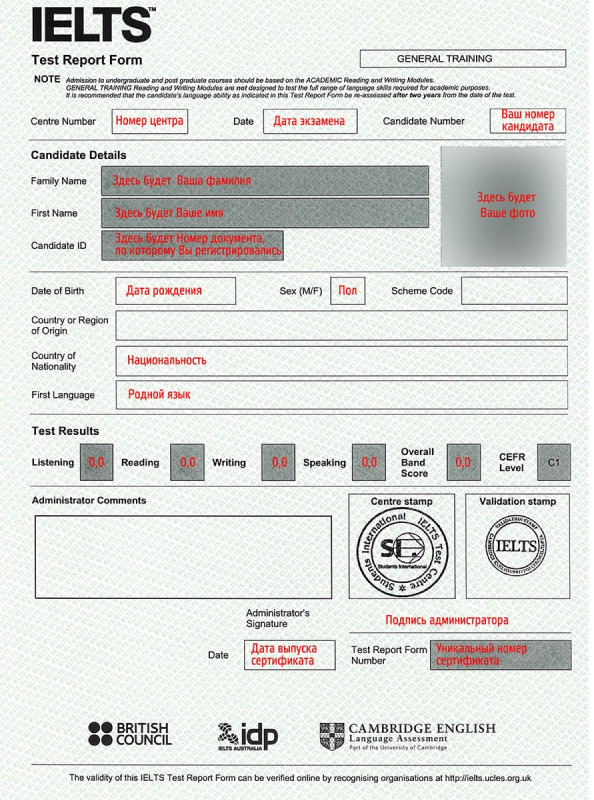 IELTS™
Test Report Form
GENERAL TRAINING
NOTE Admission to undergraduate and post graduate courses should be based on the ACADEMIC Reading and Writing Modules.
GENERAL TRAINING Reading and Writing Modules are not designed to test the full range of language skills required for academic purposes.
It is recommended that the candidate's language ability as indicated in this Test Report Form be re-assessed after two years from the date of the test.
Centre Number Номер центра Date Дата экзамена Candidate Number Ваш номер
кандидата
Candidate Details
Family Name Здесь будет Ваша фамилия
First Name Здесь будет Ваше имя
Candidate ID Здесь будет Номер документа,
по которому Вы регистрировались
Здесь будет
Ваше фото
Date of Birth Дата рождения Sex (M/F) Пол Scheme Code
Country or Region
of Origin
Country of
Nationality
Национальность
First Language Родной язык
Test Results
Listening 0,0 Reading 0,0 Writing 0,0 Speaking 0,0 Overall
Band
Score 0,0 CEFR
Level C1
Administrator Comments
Centre stamp
Students International IELTS Test Centre
SI
Students International
Validation stamp
IELTS
Administrator's
Signature
Подпись администратора
Date Дата выпуска
сертификата
Test Report Form
Number
Уникальный номер
сертификата
BRITISH
COUNCIL
idp
IELTS AUSTRALIA
CAMBRIDGE ENGLISH
Language Assessment
Part of the University of Cambridge
The validity of this IELTS Test Report Form can be verified online by recognising organisations at http://ielts.ucles.org.uk